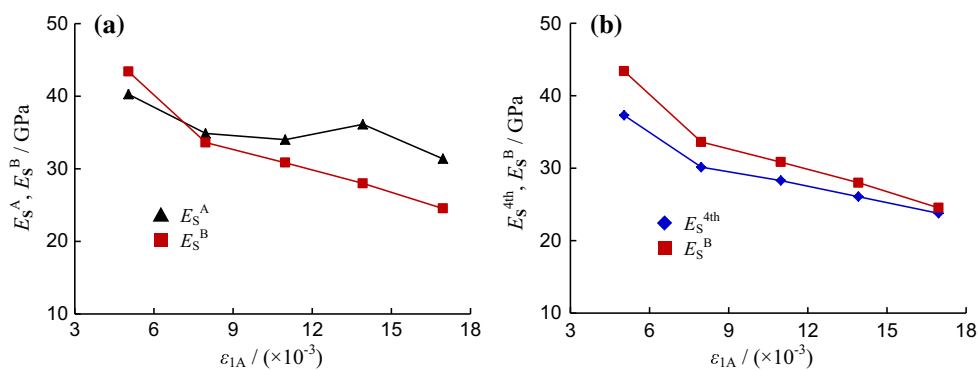 (a)
50
40
30
20
10
E_S^A, E_S^B / GPa
E_S^A
E_S^B
3 6 9 12 15 18
ε_1A / (×10^-3)
(b)
50
40
30
20
10
E_S^4th, E_S^B / GPa
E_S^4th
E_S^B
3 6 9 12 15 18
ε_1A / (×10^-3)